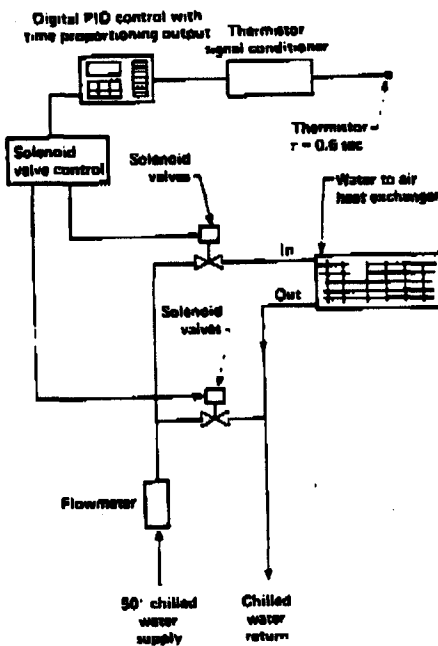 Digital PID control with
time proportioning output
Thermistor
signal conditioner
Thermistor -
τ = 0.6 sec
Solenoid
valve control
Solenoid
valves
Water to air
heat exchanger
In
Out
Solenoid
valves
Flowmeter
50° chilled
water
supply
Chilled
water
return